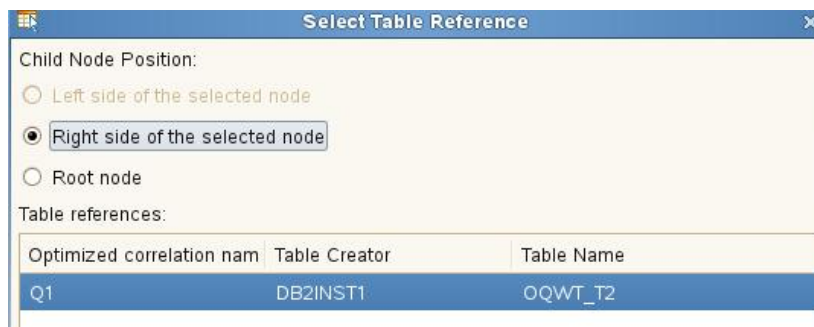 Select Table Reference
Child Node Position:
Left side of the selected node
Right side of the selected node
Root node
Table references:
Optimized correlation nam Table Creator Table Name
Q1 DB2INST1 OQWT_T2